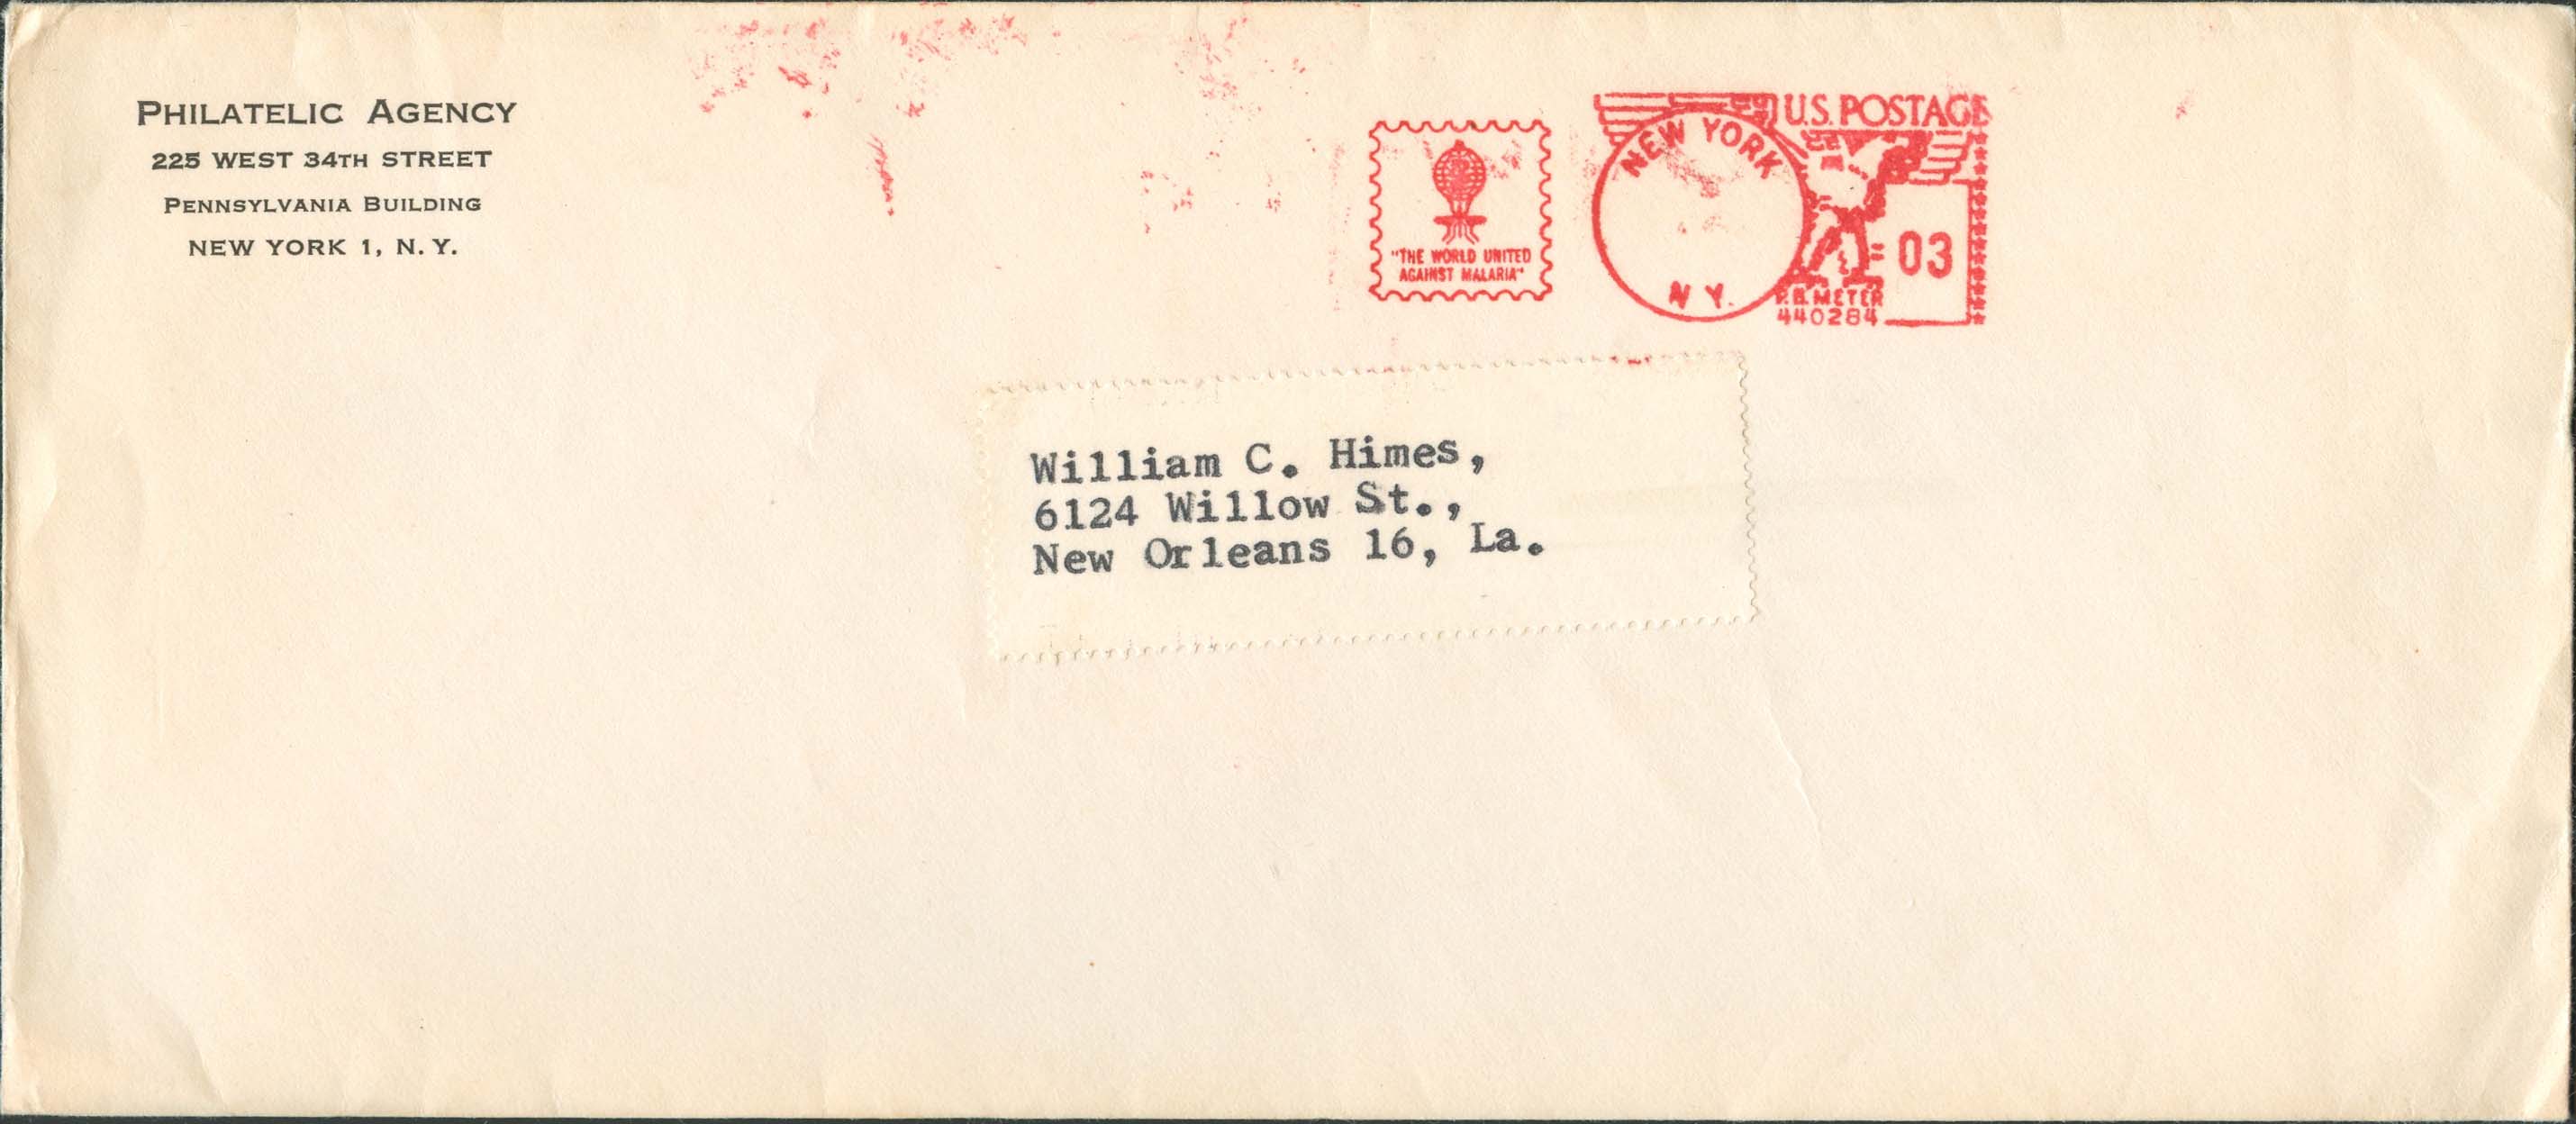 PHILATELIC AGENCY
225 WEST 34TH STREET
PENNSYLVANIA BUILDING
NEW YORK 1, N. Y.
"THE WORLD UNITED
AGAINST MALARIA"
NEW YORK
N Y.
U.S. POSTAGE
03
P.B. METER
440284
William C. Himes,
6124 Willow St.,
New Orleans 16, La.